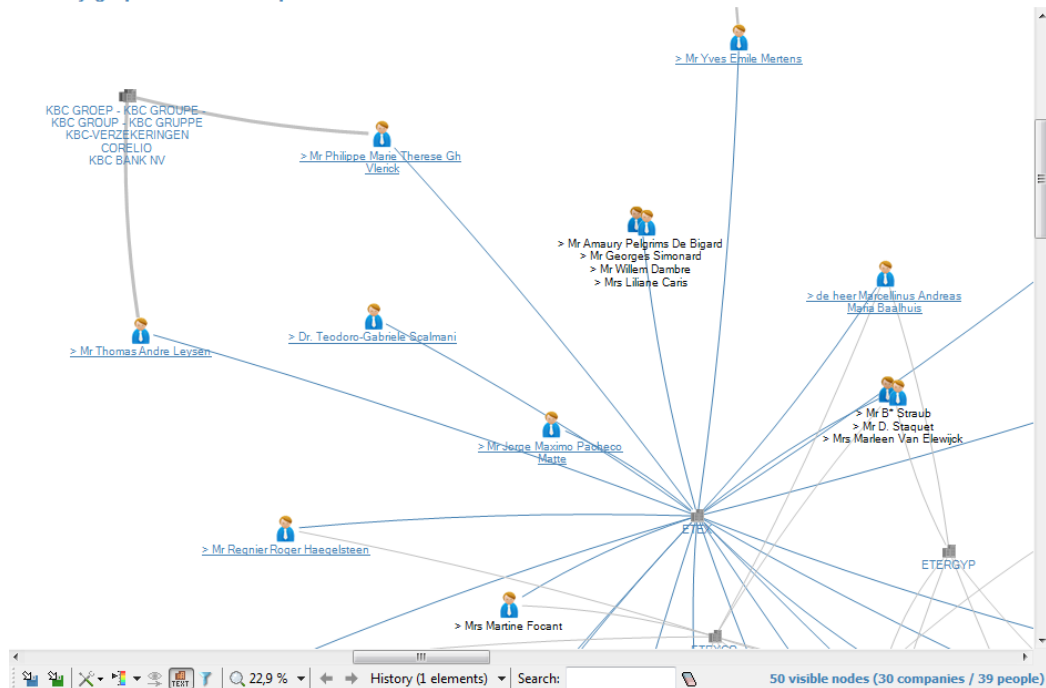 > Mr Yves Emile Mertens
KBC GROEP - KBC GROUPE -
KBC GROUP - KBC GRUPPE
KBC-VERZEKERINGEN
CORELIO
KBC BANK NV
> Mr Philippe Marie Therese Gh
Vlerick
> Mr Amaury Pelgrims De Bigard
> Mr Georges Simonard
> Mr Willem Dambre
> Mrs Liliane Caris
> de heer Marcellinus Andreas
Maria Baalhuis
> Dr. Teodoro-Gabriele Scalmani
> Mr Thomas Andre Leysen
> Mr B* Straub
> Mr D. Staquet
> Mrs Marleen Van Elewijck
> Mr Jorge Maximo Pacheco
Matte
ETEX
> Mr Regnier Roger Haegelsteen
ETERGYP
> Mrs Martine Focant
ETEXCO
TEXT 22,9 % History (1 elements) Search: 50 visible nodes (30 companies / 39 people)